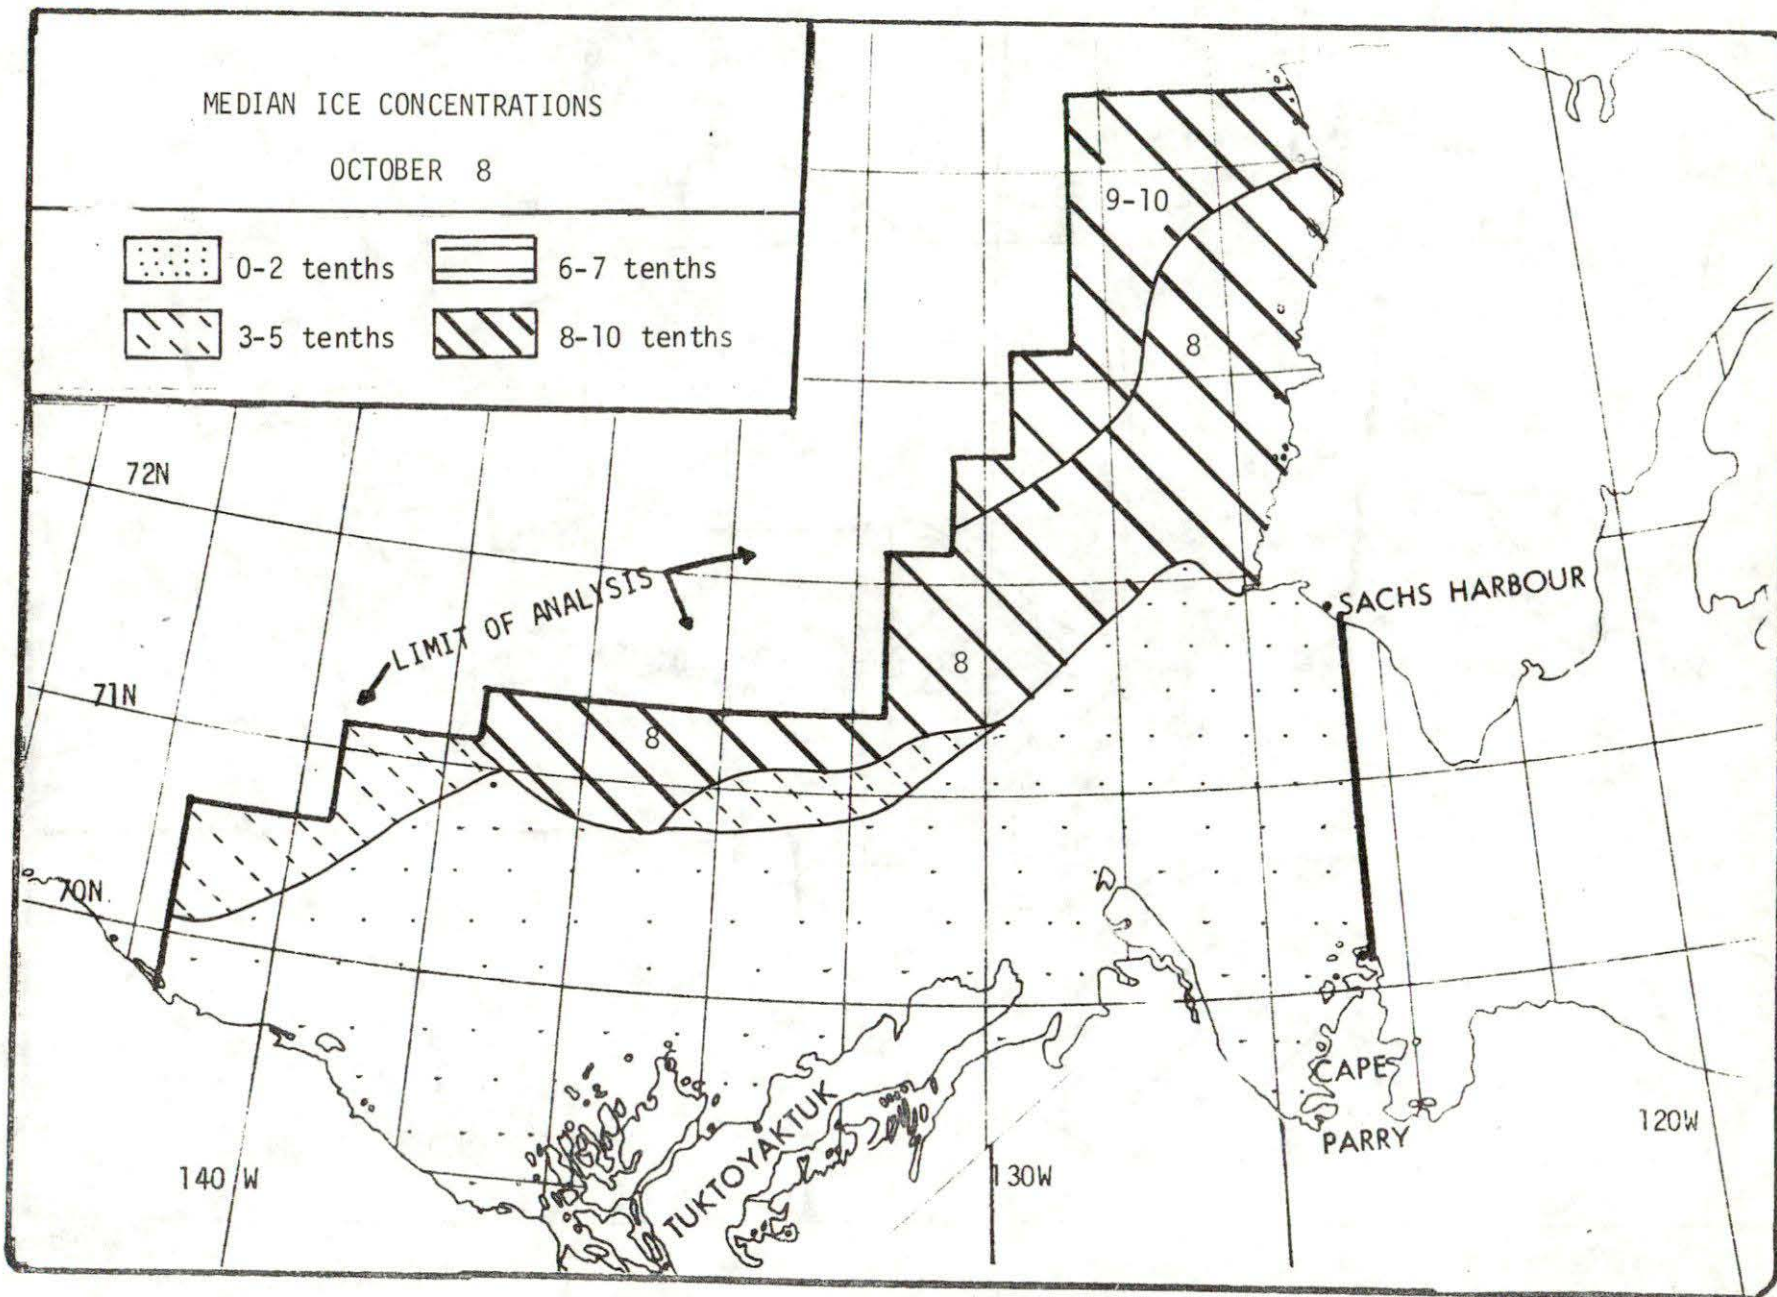 MEDIAN ICE CONCENTRATIONS
OCTOBER 8
0-2 tenths
6-7 tenths
3-5 tenths
8-10 tenths
9-10
8
72N
LIMIT OF ANALYSIS
SACHS HARBOUR
8
71N
8
70N
CAPE
PARRY
TUKTOYAKTUK
140 W
130W
120W